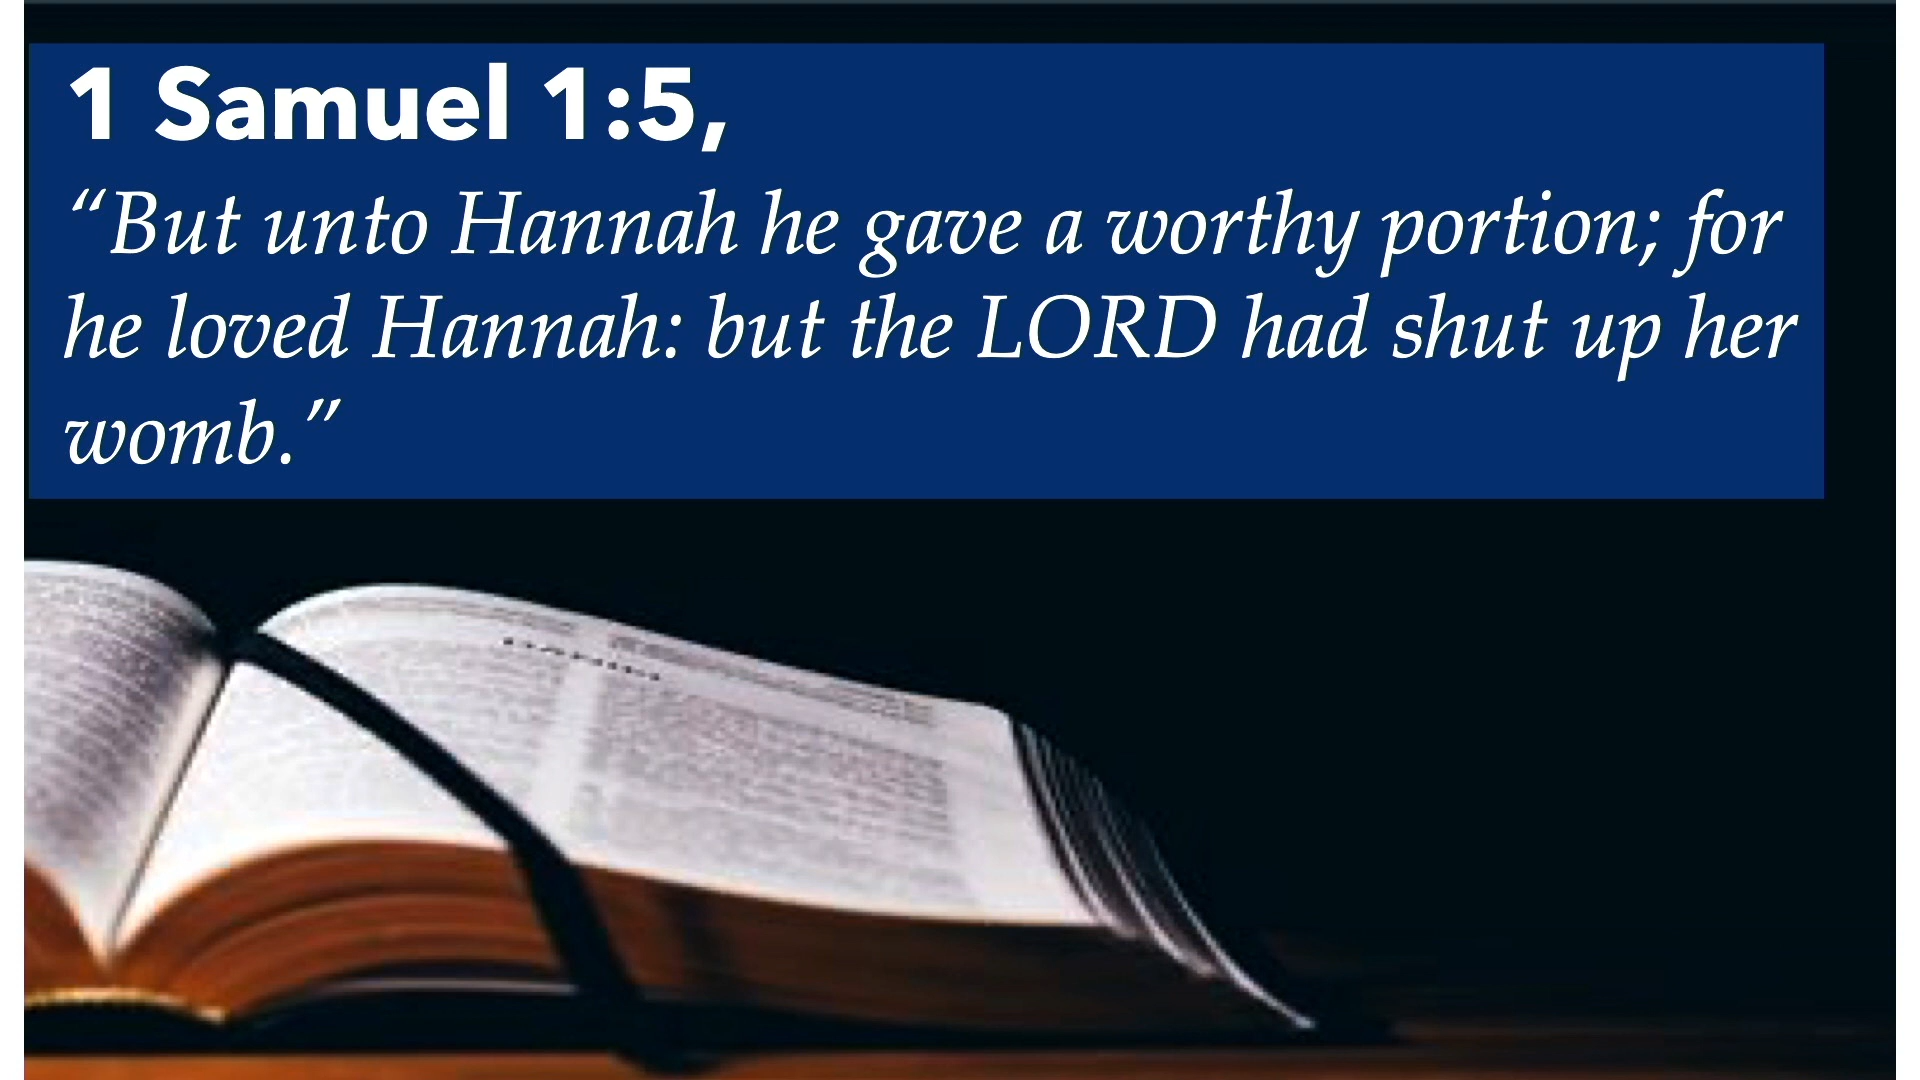 1 Samuel 1:5,
“But unto Hannah he gave a worthy portion; for
he loved Hannah: but the LORD had shut up her
womb.”